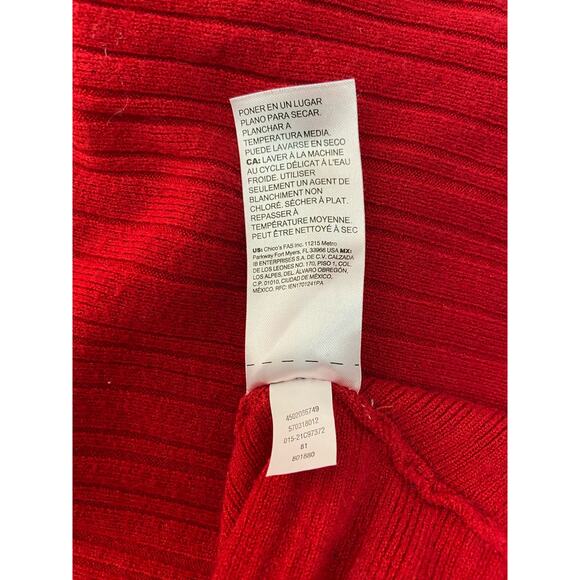 PONER EN UN LUGAR
PLANO PARA SECAR.
PLANCHAR A
TEMPERATURA MEDIA.
PUEDE LAVARSE EN SECO
CA: LAVER À LA MACHINE
AU CYCLE DÉLICAT À L'EAU
FROIDE. UTILISER
SEULEMENT UN AGENT DE
BLANCHIMENT NON
CHLORÉ. SÉCHER À PLAT.
REPASSER À
TEMPÉRATURE MOYENNE.
PEUT ÊTRE NETTOYÉ À SEC
US: Chico's FAS Inc. 11215 Metro
Parkway Fort Myers, FL 33966 USA MX:
IB ENTERPRISES S.A. DE C.V. CALZADA
DE LOS LEONES NO. 170, PISO 1, COL.
LOS ALPES, DEL. ÁLVARO OBREGÓN,
C.P. 01010, CIUDAD DE MÉXICO,
MÉXICO. RFC: IEN1701241PA
4502086749
570318012
015-21C97372
81
801880